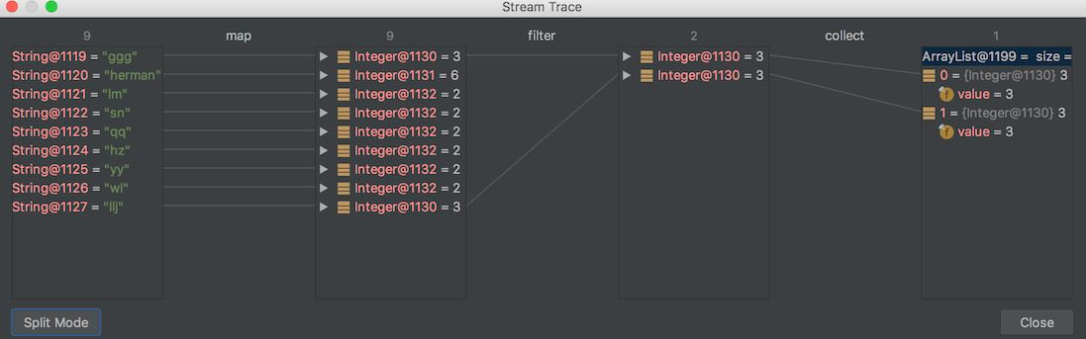 Stream Trace
9 map 9 filter 2 collect 1
String@1119 = "ggg" Integer@1130 = 3 Integer@1130 = 3 ArrayList@1199 = size =
String@1120 = "herman" Integer@1131 = 6 Integer@1130 = 3 0 = {Integer@1130} 3
String@1121 = "lm" Integer@1132 = 2 f value = 3
String@1122 = "sn" Integer@1132 = 2 1 = {Integer@1130} 3
String@1123 = "qq" Integer@1132 = 2 f value = 3
String@1124 = "hz" Integer@1132 = 2
String@1125 = "yy" Integer@1132 = 2
String@1126 = "wl" Integer@1132 = 2
String@1127 = "llj" Integer@1130 = 3
Split Mode Close